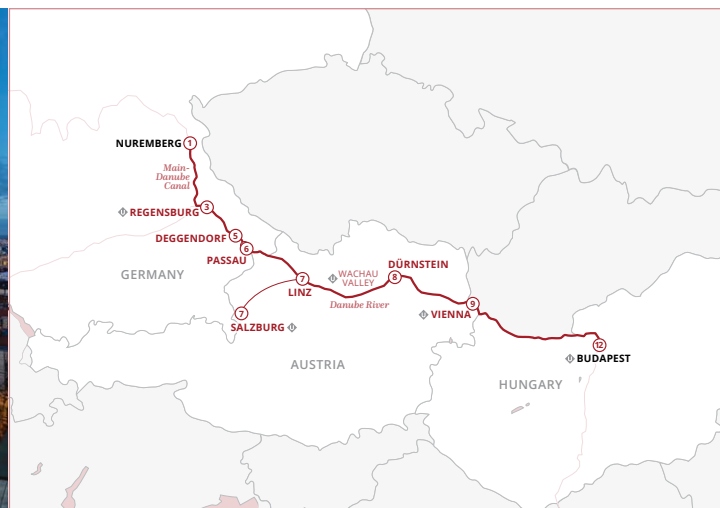 NUREMBERG 1
Main-
Danube
Canal
REGENSBURG 3
DEGGENDORF 5
PASSAU 6
GERMANY
7
LINZ
7
SALZBURG
WACHAU
VALLEY
DÜRNSTEIN
8
Danube River
VIENNA 9
AUSTRIA
12
BUDAPEST
HUNGARY